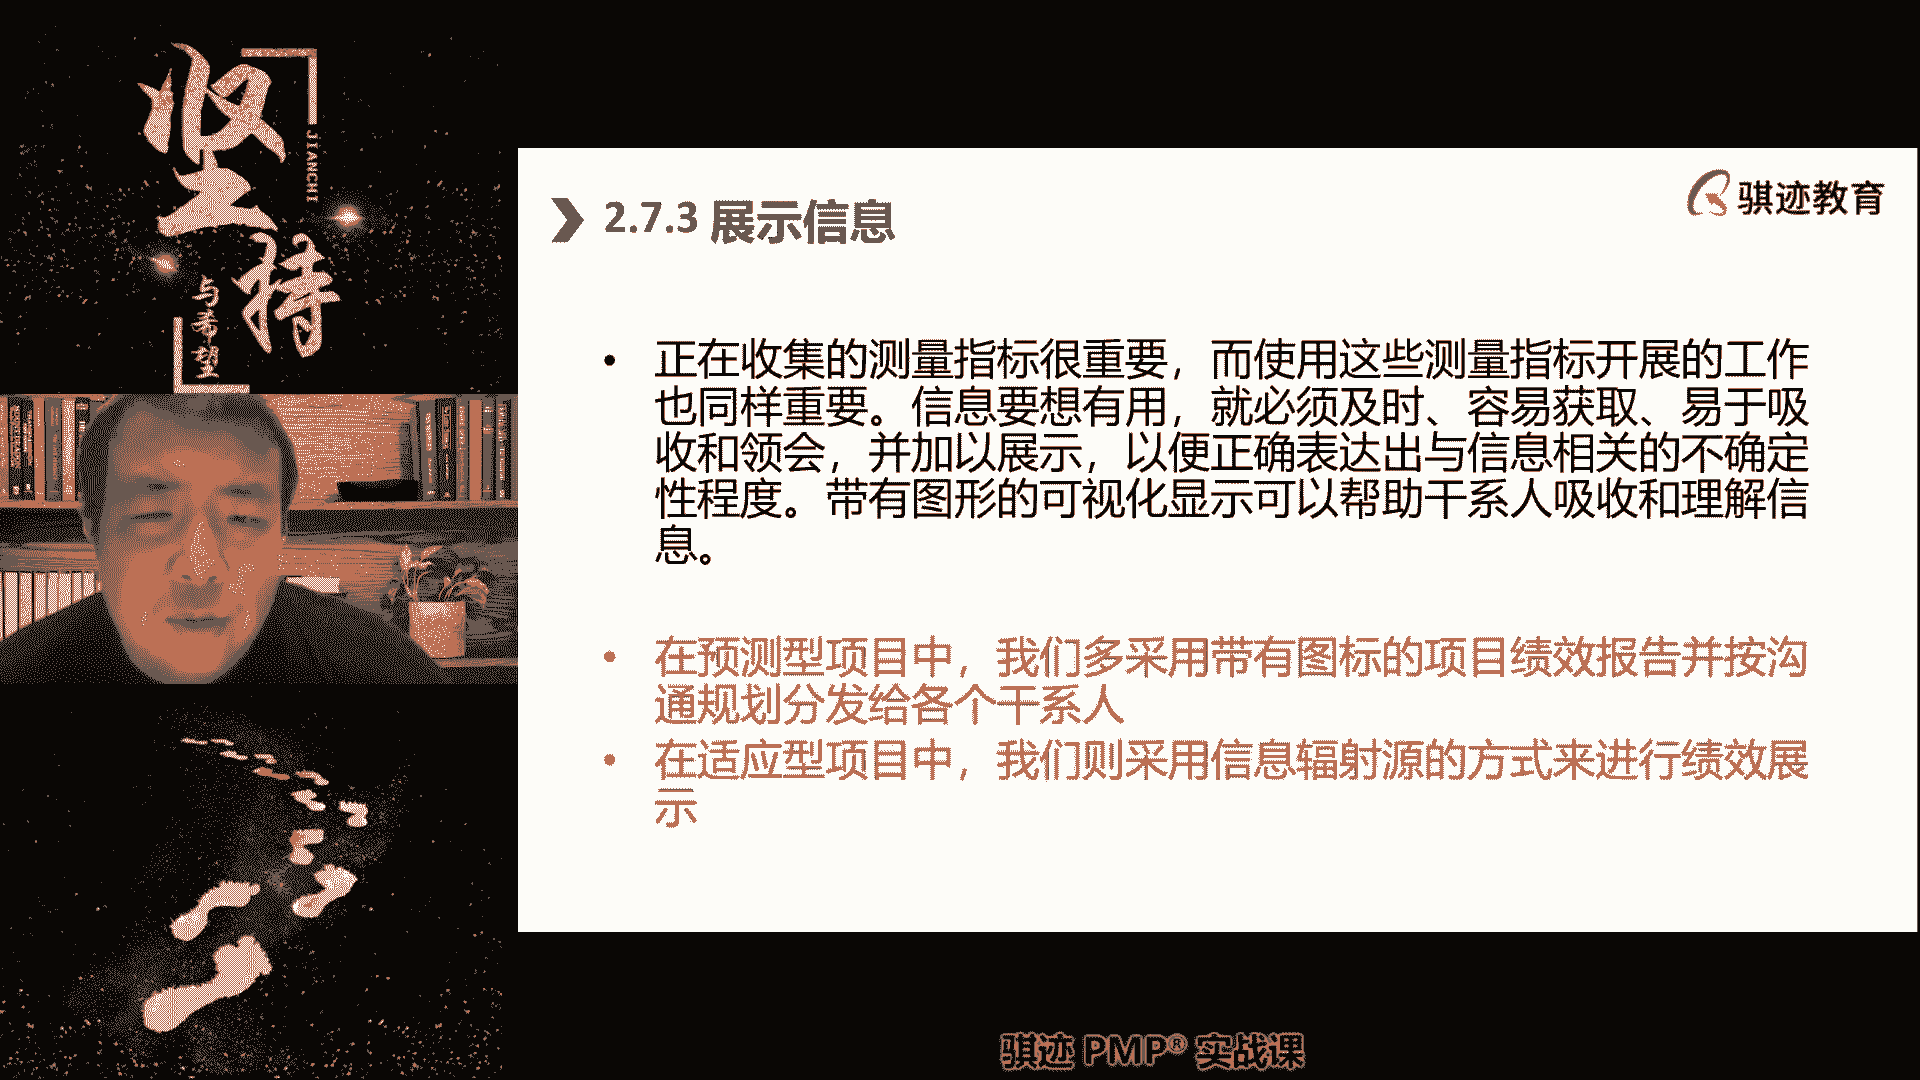 坚持
JIANCHI
与希望
骐迹教育
2.7.3 展示信息
• 正在收集的测量指标很重要，而使用这些测量指标开展的工作
也同样重要。信息要想有用，就必须及时、容易获取、易于吸
收和领会，并加以展示，以便正确表达出与信息相关的不确定
性程度。带有图形的可视化显示可以帮助干系人吸收和理解信
息。
• 在预测型项目中，我们多采用带有图标的项目绩效报告并按沟
通规划分发给各个干系人
• 在适应型项目中，我们则采用信息辐射源的方式来进行绩效展
示
骐迹 PMP® 实战课